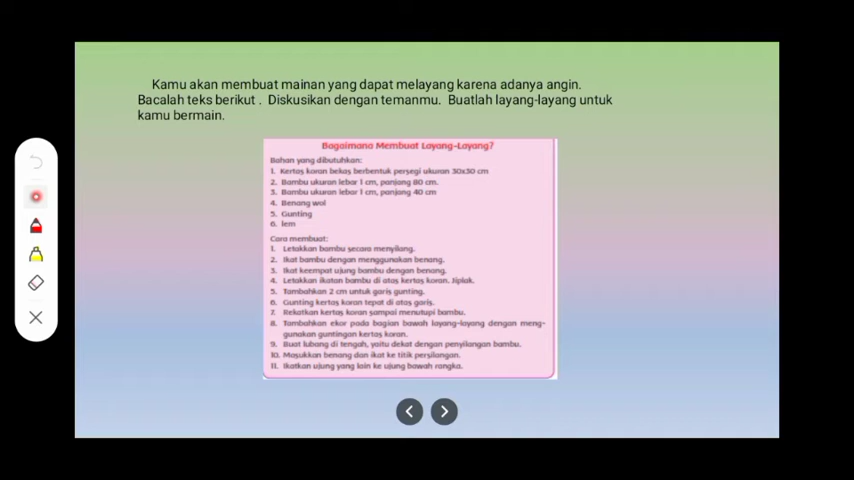 Kamu akan membuat mainan yang dapat melayang karena adanya angin.
Bacalah teks berikut . Diskusikan dengan temanmu. Buatlah layang-layang untuk
kamu bermain.
Bagaimana Membuat Layang-Layang?
Bahan yang dibutuhkan:
1. Kertas koran bekas berbentuk persegi ukuran 30x30 cm
2. Bambu ukuran lebar 1 cm, panjang 80 cm.
3. Bambu ukuran lebar 1 cm, panjang 40 cm
4. Benang wol
5. Gunting
6. lem
Cara membuat:
1. Letakkan bambu secara menyilang.
2. Ikat bambu dengan menggunakan benang.
3. Ikat keempat ujung bambu dengan benang.
4. Letakkan ikatan bambu di atas kertas koran. Jiplak.
5. Tambahkan 2 cm untuk garis gunting.
6. Gunting kertas koran tepat di atas garis.
7. Rekatkan kertas koran sampai menutupi bambu.
8. Tambahkan ekor pada bagian bawah layang-layang dengan meng-
gunakan guntingan kertas koran.
9. Buat lubang di tengah, yaitu dekat dengan penyilangan bambu.
10. Masukkan benang dan ikat ke titik persilangan.
11. Ikatkan ujung yang lain ke ujung bawah rangka.